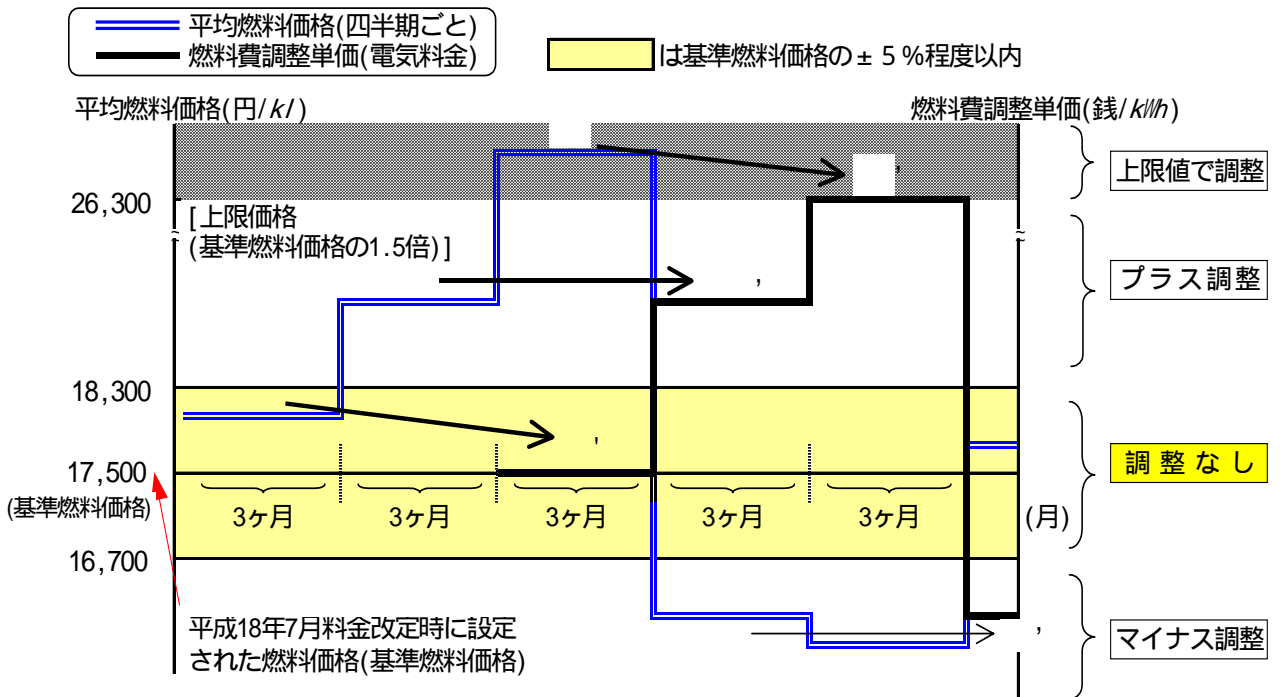 平均燃料価格(四半期ごと)
燃料費調整単価(電気料金)
は基準燃料価格の±5%程度以内
平均燃料価格(円/kl)
燃料費調整単価(銭/kWh)
上限値で調整
26,300
[上限価格
(基準燃料価格の1.5倍)]
プラス調整
18,300
調整なし
17,500
(基準燃料価格)
3ヶ月 3ヶ月 3ヶ月 3ヶ月 3ヶ月 (月)
16,700
平成18年7月料金改定時に設定
された燃料価格(基準燃料価格)
マイナス調整